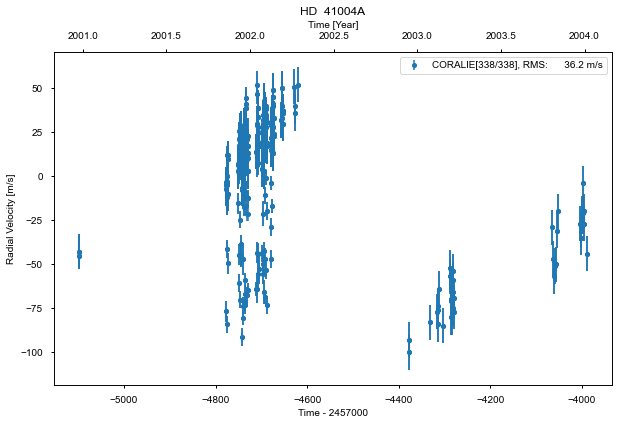 HD 41004A
Time [Year]
2001.0 2001.5 2002.0 2002.5 2003.0 2003.5 2004.0
CORALIE[338/338], RMS: 36.2 m/s
50
25
0
−25
−50
−75
−100
Radial Velocity [m/s]
−5000 −4800 −4600 −4400 −4200 −4000
Time - 2457000